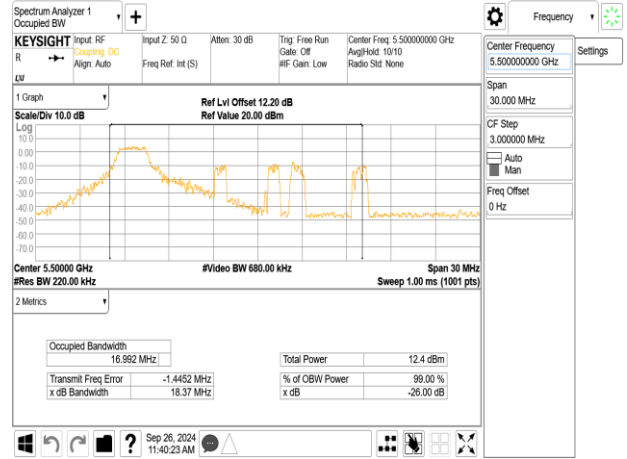 Spectrum Analyzer 1
Occupied BW
Frequency
KEYSIGHT
R
Input: RF
Coupling: DC
Align: Auto
Input Z: 50 Ω
Freq Ref: Int (S)
Atten: 30 dB
Trig: Free Run
Gate: Off
#IF Gain: Low
Center Freq: 5.500000000 GHz
Avg|Hold: 10/10
Radio Std: None
Center Frequency
5.500000000 GHz
Settings
Span
30.000 MHz
CF Step
3.000000 MHz
Auto
Man
Freq Offset
0 Hz
1 Graph
Scale/Div 10.0 dB
Ref Lvl Offset 12.20 dB
Ref Value 20.00 dBm
Log
10.0
0.00
-10.0
-20.0
-30.0
-40.0
-50.0
-60.0
-70.0
Center 5.50000 GHz
#Res BW 220.00 kHz
#Video BW 680.00 kHz
Span 30 MHz
Sweep 1.00 ms (1001 pts)
2 Metrics
Occupied Bandwidth
16.992 MHz
Total Power 12.4 dBm
Transmit Freq Error -1.4452 MHz
% of OBW Power 99.00 %
x dB Bandwidth 18.37 MHz
x dB -26.00 dB
?
Sep 26, 2024
11:40:23 AM